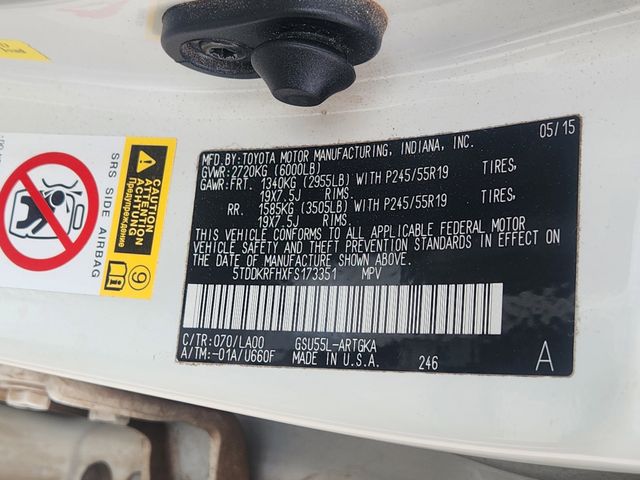 05/15
MFD. BY: TOYOTA MOTOR MANUFACTURING, INDIANA, INC.
GVWR: 2720KG (6000LB)
GAWR: FRT. 1340KG (2955LB) WITH P245/55R19 TIRES,
19X7.5J RIMS.
RR. 1585KG (3505LB) WITH P245/55R19 TIRES,
19X7.5J RIMS.
THIS VEHICLE CONFORMS TO ALL APPLICABLE FEDERAL MOTOR
VEHICLE SAFETY AND THEFT PREVENTION STANDARDS IN EFFECT ON
THE DATE OF MANUFACTURE SHOWN ABOVE.
5TDDKRFHXFS173351 MPV
C/TR: 070/LA00 GSU55L-ARTGKA
A/TM: -01A/U660F MADE IN U.S.A. 246 A
SRS SIDE AIRBAG
CAUTION
ATTENTION
ACHTUNG
Предупреждение
9